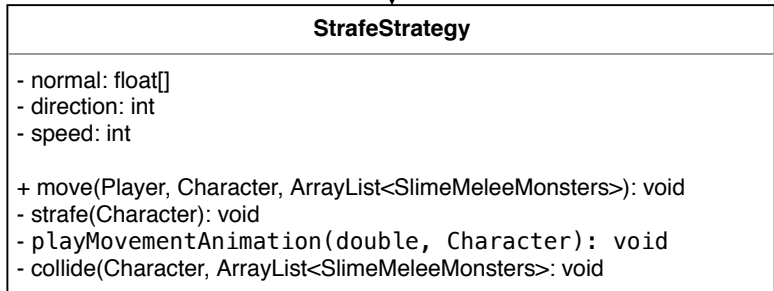 StrafeStrategy
- normal: float[]
- direction: int
- speed: int
+ move(Player, Character, ArrayList<SlimeMeleeMonsters>): void
- strafe(Character): void
- playMovementAnimation(double, Character): void
- collide(Character, ArrayList<SlimeMeleeMonsters>: void